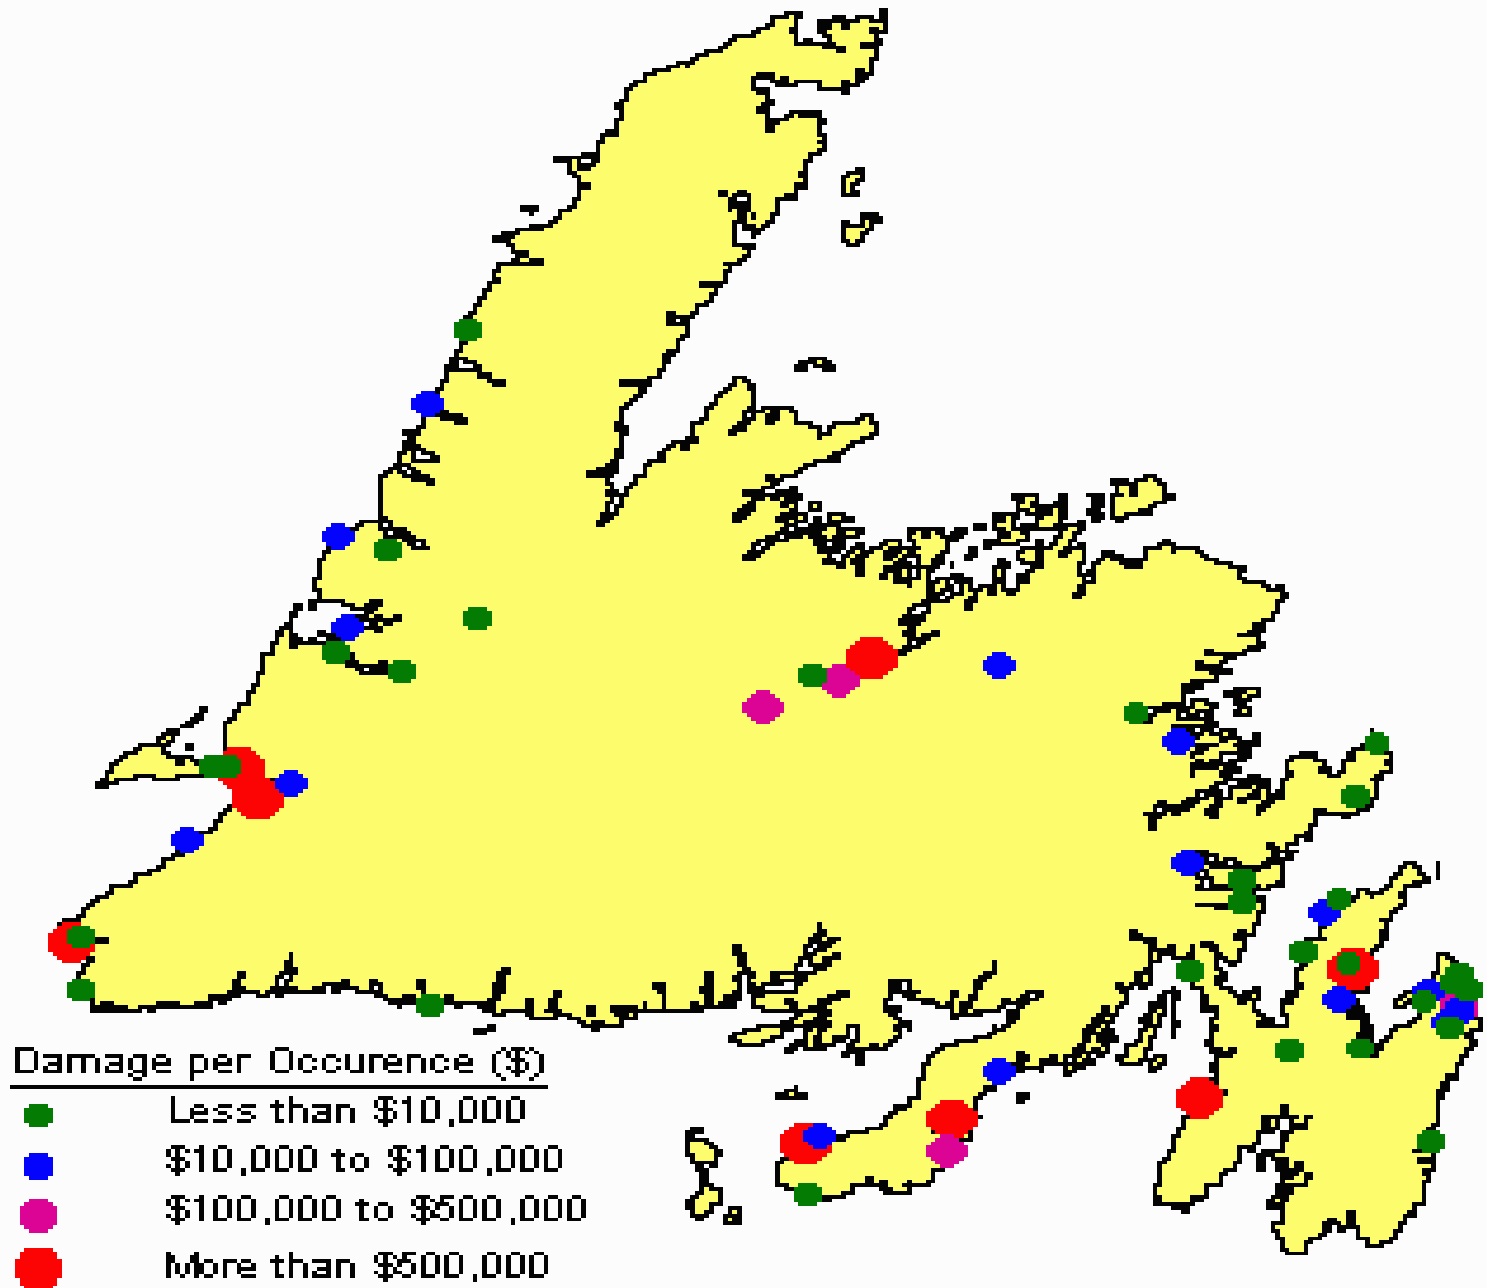 Damage per Occurence ($)
Less than $10,000
$10,000 to $100,000
$100,000 to $500,000
More than $500,000